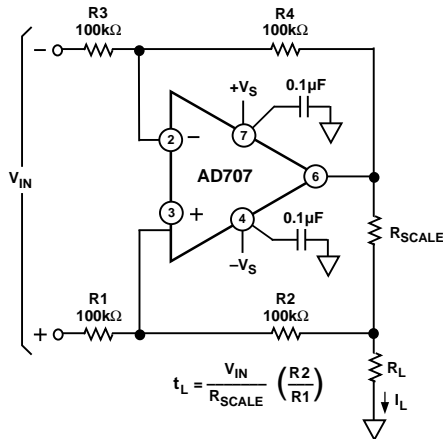 R3
100kΩ
R4
100kΩ
−
+VS
0.1µF
2
−
7
VIN
AD707
6
3
+
4
0.1µF
RSCALE
−VS
R1
100kΩ
R2
100kΩ
+
tL = VIN / RSCALE (R2 / R1)
RL
IL